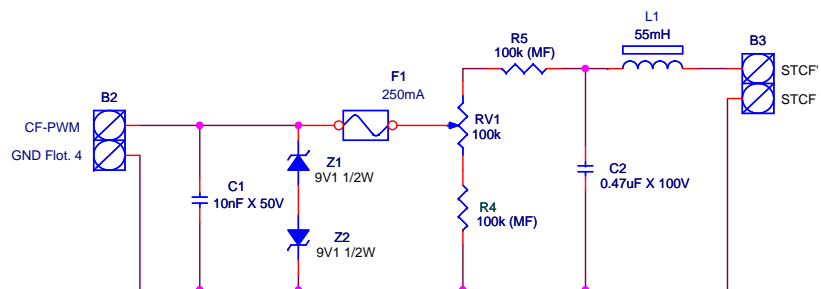 L1
55mH
R5
100k (MF)
B3
STCF'
STCF
F1
250mA
B2
CF-PWM
GND Flot. 4
RV1
100k
Z1
9V1 1/2W
C1
10nF X 50V
C2
0.47uF X 100V
R4
100k (MF)
Z2
9V1 1/2W